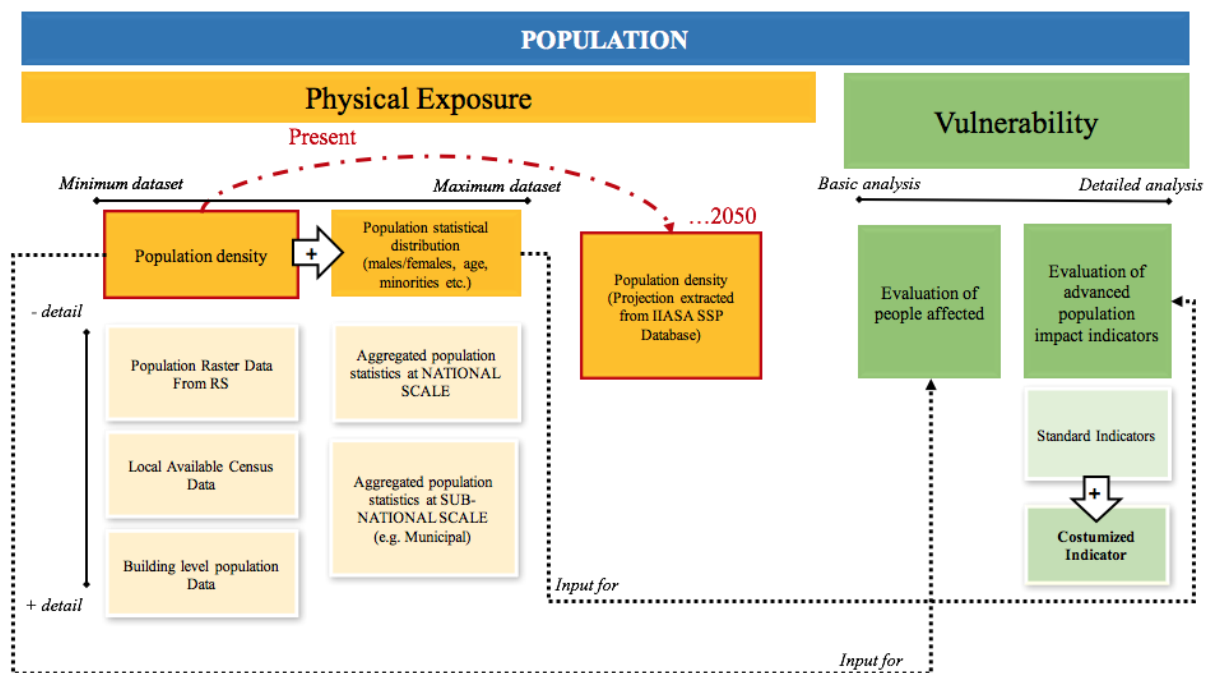 POPULATION
Physical Exposure
Vulnerability
Present
Minimum dataset
Maximum dataset
Basic analysis
Detailed analysis
...2050
Population density
+
Population statistical
distribution
(males/females, age,
minorities etc.)
Population density
(Projection extracted
from IIASA SSP
Database)
Evaluation of
people affected
Evaluation of
advanced
population
impact indicators
- detail
Population Raster Data
From RS
Aggregated population
statistics at NATIONAL
SCALE
Local Available Census
Data
Aggregated population
statistics at SUB-
NATIONAL SCALE
(e.g. Municipal)
Building level population
Data
+ detail
Standard Indicators
+
Costumized
Indicator
Input for
Input for